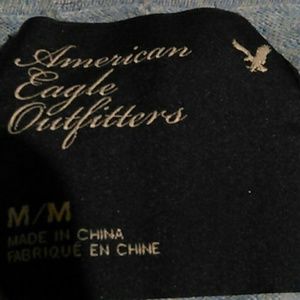 American
Eagle
Outfitters
M/M
MADE IN CHINA
FABRIQUÉ EN CHINE